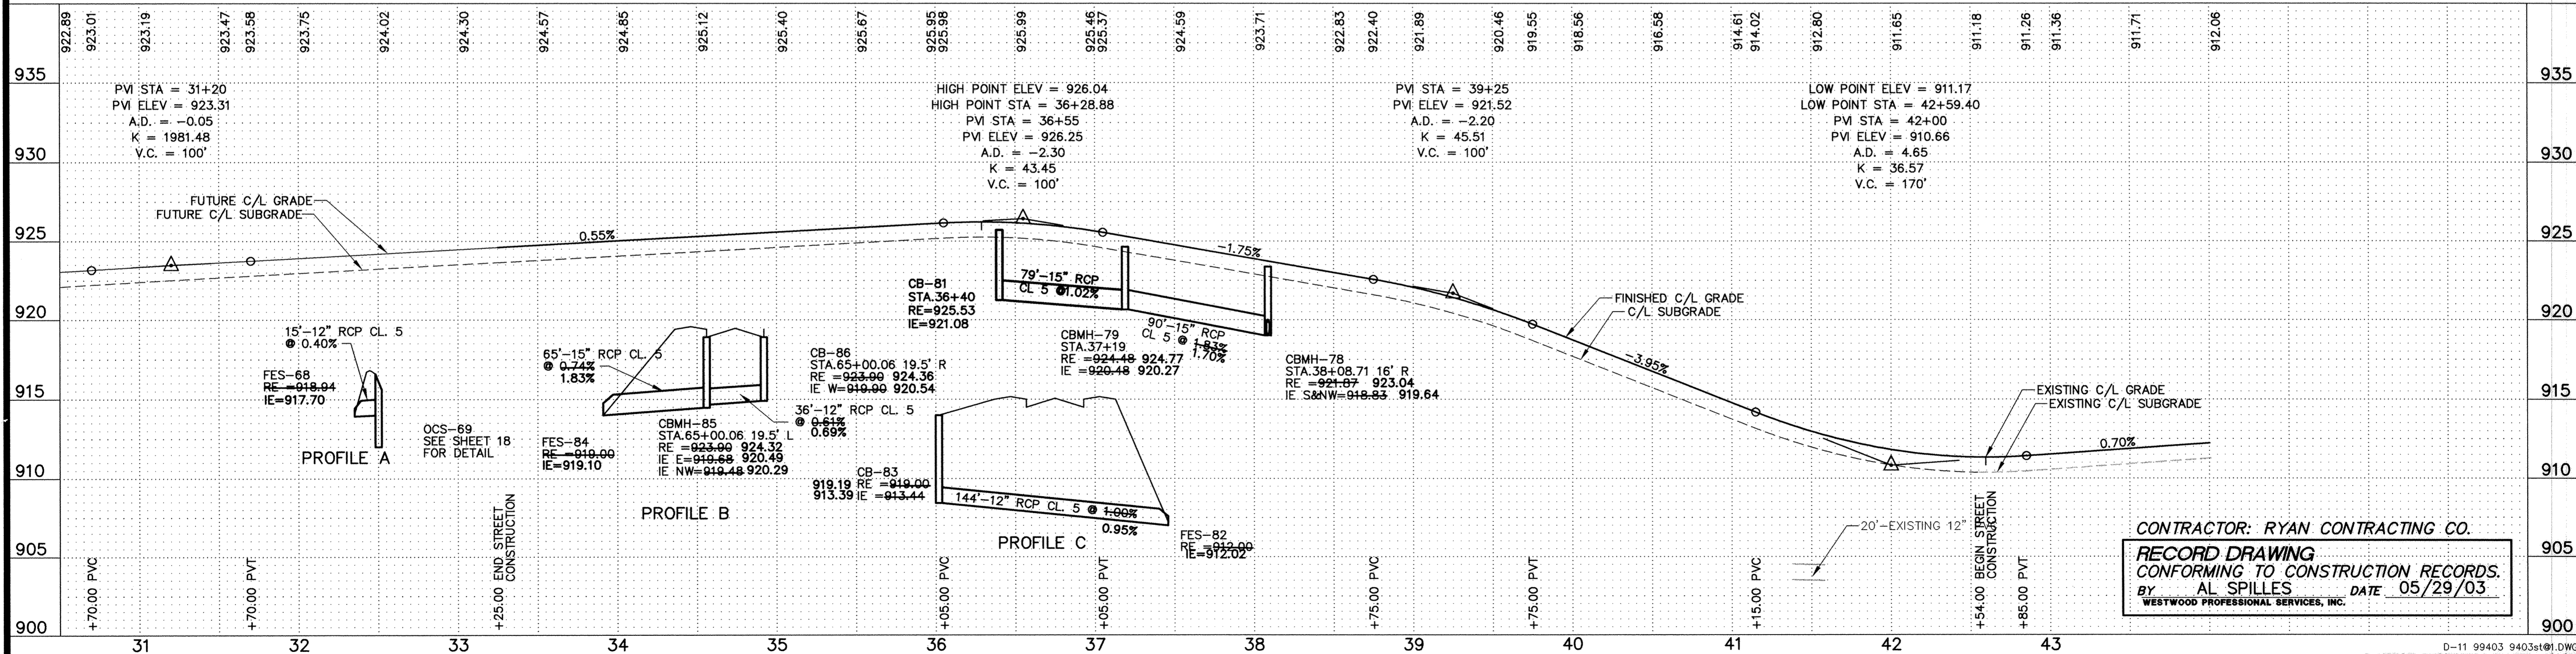 922.89
923.01
923.19
923.47
923.58
923.75
924.02
924.30
924.57
924.85
925.12
925.40
925.67
925.95
925.98
925.99
925.46
925.37
924.59
923.71
922.83
922.40
921.89
920.46
919.55
918.56
916.58
914.61
914.02
912.80
911.65
911.18
911.26
911.36
911.71
912.06
935
935
930
930
925
925
920
920
915
915
910
910
905
905
900
900
PVI STA = 31+20
PVI ELEV = 923.31
A.D. = -0.05
K = 1981.48
V.C. = 100'
HIGH POINT ELEV = 926.04
HIGH POINT STA = 36+28.88
PVI STA = 36+55
PVI ELEV = 926.25
A.D. = -2.30
K = 43.45
V.C. = 100'
PVI STA = 39+25
PVI ELEV = 921.52
A.D. = -2.20
K = 45.51
V.C. = 100'
LOW POINT ELEV = 911.17
LOW POINT STA = 42+59.40
PVI STA = 42+00
PVI ELEV = 910.66
A.D. = 4.65
K = 36.57
V.C. = 170'
FUTURE C/L GRADE
FUTURE C/L SUBGRADE
0.55%
-1.75%
-3.95%
0.70%
FINISHED C/L GRADE
C/L SUBGRADE
EXISTING C/L GRADE
EXISTING C/L SUBGRADE
15'-12" RCP CL. 5
@ 0.40%
FES-68
RE =918.94
IE=917.70
OCS-69
SEE SHEET 18
FOR DETAIL
PROFILE A
65'-15" RCP CL. 5
@ 0.74%
1.83%
FES-84
RE =919.00
IE=919.10
CBMH-85
STA.65+00.06 19.5' L
RE =923.90 924.32
IE E=919.68 920.49
IE NW=919.48 920.29
36'-12" RCP CL. 5
@ 0.61%
0.69%
CB-86
STA.65+00.06 19.5' R
RE =923.90 924.36
IE W=919.90 920.54
PROFILE B
CB-81
STA.36+40
RE=925.53
IE=921.08
79'-15" RCP
CL 5 @1.02%
CBMH-79
STA.37+19
RE =924.48 924.77
IE =920.48 920.27
90'-15" RCP
CL 5 @ 1.83%
1.70%
CBMH-78
STA.38+08.71 16' R
RE =921.87 923.04
IE S&NW=918.83 919.64
CB-83
919.19 RE =919.00
913.39 IE =913.44
144'-12" RCP CL. 5 @ 1.00%
0.95%
FES-82
RE =912.00
IE=912.02
PROFILE C
20'-EXISTING 12"
+70.00 PVC
+70.00 PVT
+25.00 END STREET
CONSTRUCTION
+05.00 PVC
+05.00 PVT
+75.00 PVC
+75.00 PVT
+15.00 PVC
+54.00 BEGIN STREET
CONSTRUCTION
+85.00 PVT
31
32
33
34
35
36
37
38
39
40
41
42
43
CONTRACTOR: RYAN CONTRACTING CO.
RECORD DRAWING
CONFORMING TO CONSTRUCTION RECORDS.
BY AL SPILLES DATE 05/29/03
WESTWOOD PROFESSIONAL SERVICES, INC.